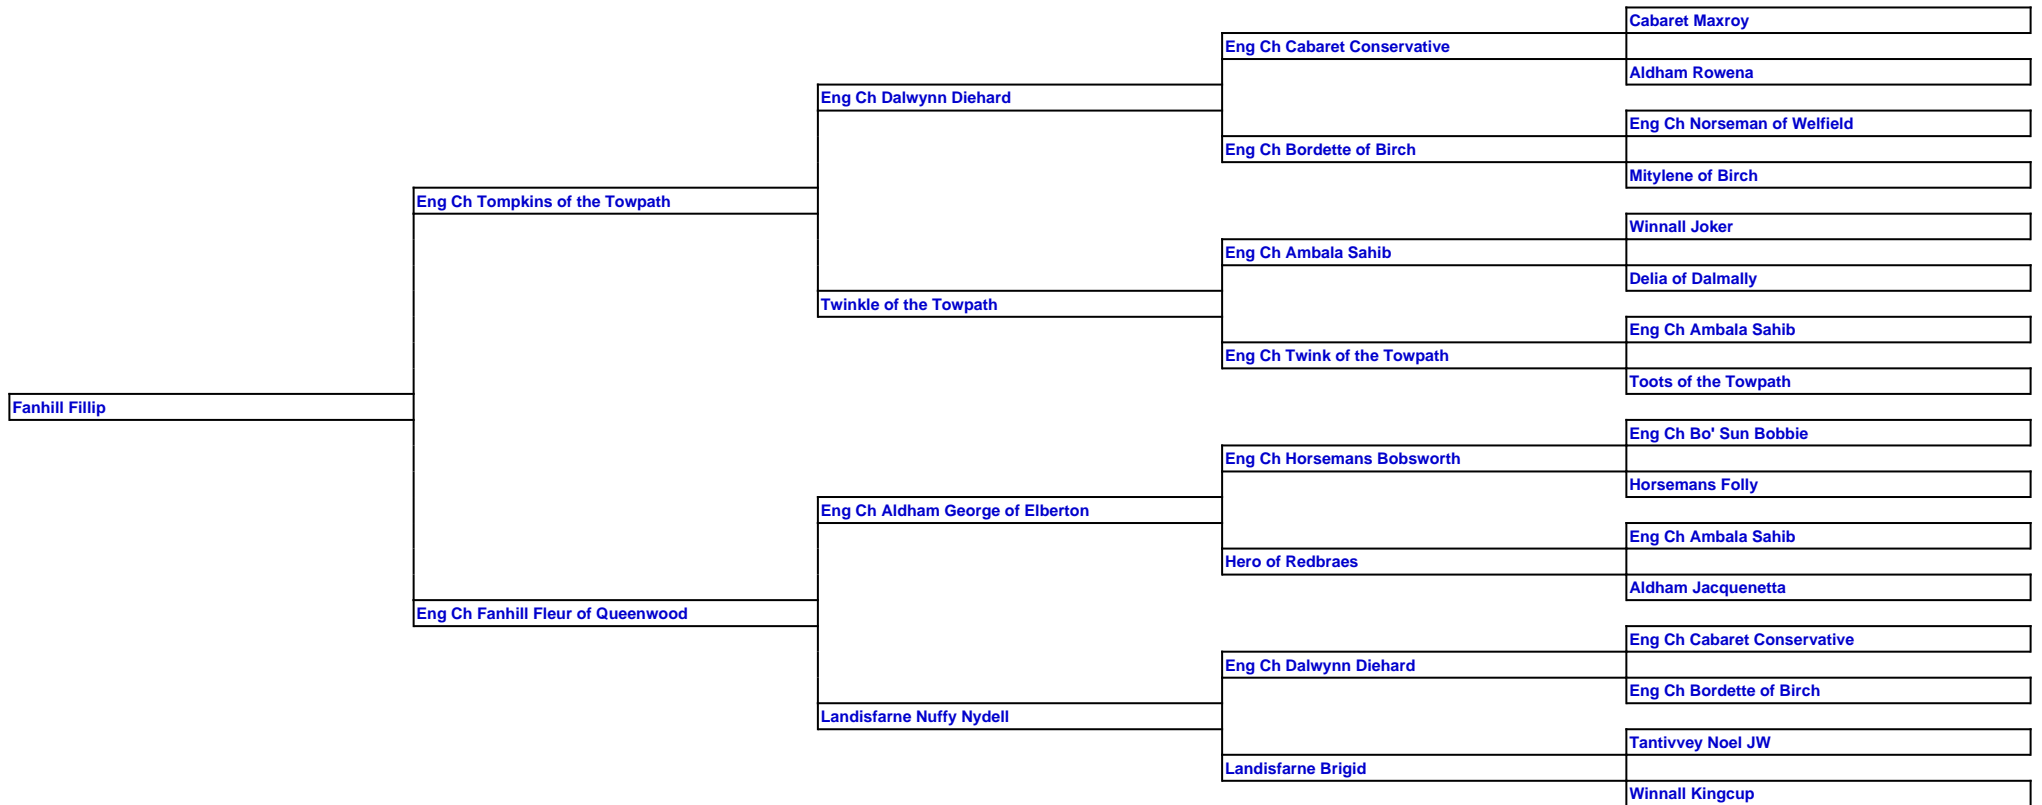 Cabaret Maxroy
Eng Ch Cabaret Conservative
Aldham Rowena
Eng Ch Dalwynn Diehard
Eng Ch Norseman of Welfield
Eng Ch Bordette of Birch
Mitylene of Birch
Eng Ch Tompkins of the Towpath
Winnall Joker
Eng Ch Ambala Sahib
Delia of Dalmally
Twinkle of the Towpath
Eng Ch Ambala Sahib
Eng Ch Twink of the Towpath
Toots of the Towpath
Fanhill Fillip
Eng Ch Bo' Sun Bobbie
Eng Ch Horsemans Bobsworth
Horsemans Folly
Eng Ch Aldham George of Elberton
Eng Ch Ambala Sahib
Hero of Redbraes
Aldham Jacquenetta
Eng Ch Fanhill Fleur of Queenwood
Eng Ch Cabaret Conservative
Eng Ch Dalwynn Diehard
Eng Ch Bordette of Birch
Landisfarne Nuffy Nydell
Tantivvey Noel JW
Landisfarne Brigid
Winnall Kingcup